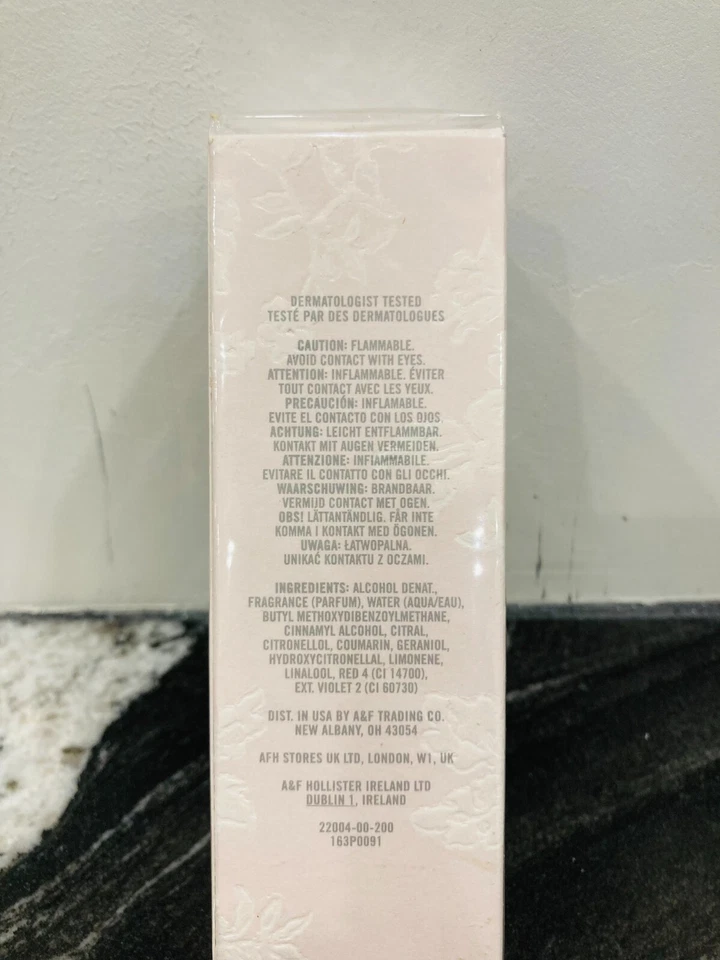 DERMATOLOGIST TESTED
TESTÉ PAR DES DERMATOLOGUES
CAUTION: FLAMMABLE.
AVOID CONTACT WITH EYES.
ATTENTION: INFLAMMABLE. ÉVITER
TOUT CONTACT AVEC LES YEUX.
PRECAUCIÓN: INFLAMABLE.
EVITE EL CONTACTO CON LOS OJOS.
ACHTUNG: LEICHT ENTFLAMMBAR.
KONTAKT MIT AUGEN VERMEIDEN.
ATTENZIONE: INFIAMMABILE.
EVITARE IL CONTATTO CON GLI OCCHI.
WAARSCHUWING: BRANDBAAR.
VERMIJD CONTACT MET OGEN.
OBS! LÄTTANTÄNDLIG. FÅR INTE
KOMMA I KONTAKT MED ÖGONEN.
UWAGA: ŁATWOPALNA.
UNIKAĆ KONTAKTU Z OCZAMI.
INGREDIENTS: ALCOHOL DENAT.,
FRAGRANCE (PARFUM), WATER (AQUA/EAU),
BUTYL METHOXYDIBENZOYLMETHANE,
CINNAMYL ALCOHOL, CITRAL,
CITRONELLOL, COUMARIN, GERANIOL,
HYDROXYCITRONELLAL, LIMONENE,
LINALOOL, RED 4 (CI 14700),
EXT. VIOLET 2 (CI 60730)
DIST. IN USA BY A&F TRADING CO.
NEW ALBANY, OH 43054
AFH STORES UK LTD, LONDON, W1, UK
A&F HOLLISTER IRELAND LTD
DUBLIN 1, IRELAND
22004-00-200
163P0091